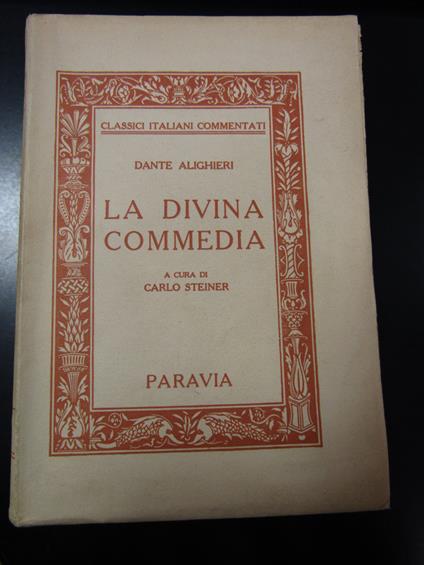 CLASSICI ITALIANI COMMENTATI
DANTE ALIGHIERI
LA DIVINA
COMMEDIA
A CURA DI
CARLO STEINER
PARAVIA